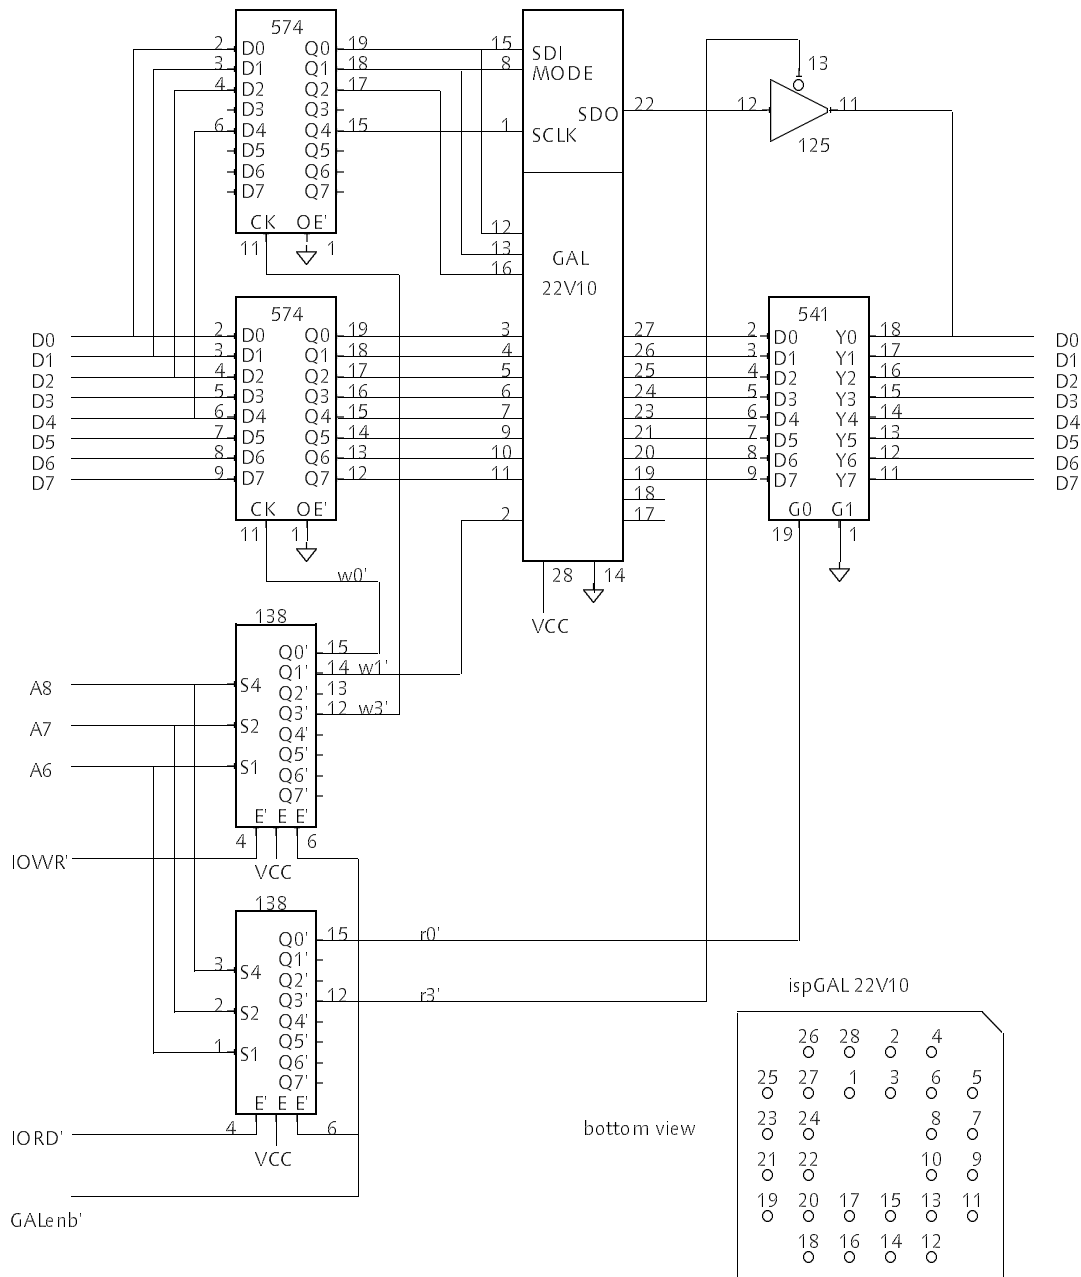 574
574
2 D0 Q0 19 15 SDI
3 D1 Q1 18 8 MODE
13
4 D2 Q2 17
D3 Q3 SDO 22 12 11
6 D4 Q4 15 1 SCLK
125
D5 Q5
D6 Q6
D7 Q7
CK OE' 12
11 1 13 GAL
16 22V10
541
D0 2 D0 Q0 19 3 27 2 D0 Y0 18 D0
D1 3 D1 Q1 18 4 26 3 D1 Y1 17 D1
D2 4 D2 Q2 17 5 25 4 D2 Y2 16 D2
D3 5 D3 Q3 16 6 24 5 D3 Y3 15 D3
D4 6 D4 Q4 15 7 23 6 D4 Y4 14 D4
D5 7 D5 Q5 14 9 21 7 D5 Y5 13 D5
D6 8 D6 Q6 13 10 20 8 D6 Y6 12 D6
D7 9 D7 Q7 12 11 19 9 D7 Y7 11 D7
18
CK OE' 2 17 G0 G1
11 1 19 1
w0' 28 14
VCC
138
Q0' 15
Q1' 14 w1'
A8 S4 Q2' 13
Q3' 12 w3'
A7 S2 Q4'
Q5'
A6 S1 Q6'
Q7'
E' E E'
4 6
IOWR' VCC
138
Q0' 15 r0'
Q1'
3 S4 Q2'
Q3' 12 r3'
2 S2 Q4'
Q5'
1 S1 Q6'
Q7'
E' E E'
IORD' 4 6
VCC
GALenb'
ispGAL 22V10
26 28 2 4
25 27 1 3 6 5
bottom view
23 24 8 7
21 22 10 9
19 20 17 15 13 11
18 16 14 12